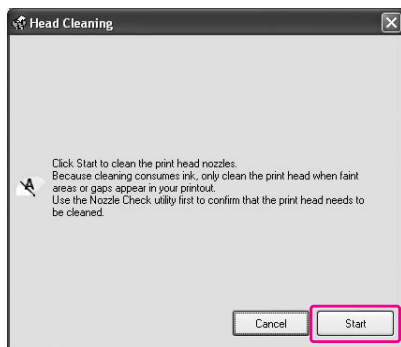 Head Cleaning
Click Start to clean the print head nozzles.
Because cleaning consumes ink, only clean the print head when faint
areas or gaps appear in your printout.
Use the Nozzle Check utility first to confirm that the print head needs to
be cleaned.
Cancel
Start